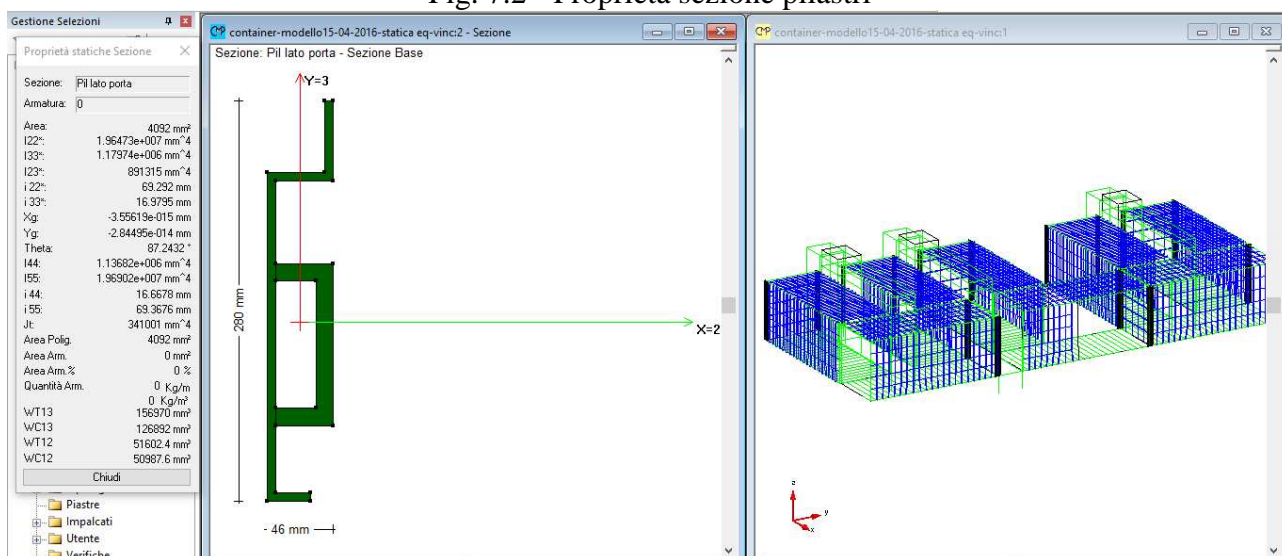 Fig. 7.2 - Proprietà sezione pilastri
Gestione Selezioni
Proprietà statiche Sezione
Sezione: Pil lato porta
Armatura: 0
Area: 4092 mm²
I22*: 1.96473e+007 mm^4
I33*: 1.17974e+006 mm^4
I23*: 891315 mm^4
i 22*: 69.292 mm
i 33*: 16.9795 mm
Xg: -3.55619e-015 mm
Yg: -2.84495e-014 mm
Theta: 87.2432 °
I44: 1.13682e+006 mm^4
I55: 1.96902e+007 mm^4
i 44: 16.6678 mm
i 55: 69.3676 mm
Jt: 341001 mm^4
Area Polig. 4092 mm²
Area Arm. 0 mm²
Area Arm.% 0 %
Quantità Arm. 0 Kg/m
0 Kg/m³
WT13 156970 mm³
WC13 126892 mm³
WT12 51602.4 mm³
WC12 50987.6 mm³
Chiudi
Piastre
Impalcati
Utente
Verifiche
container-modello15-04-2016-statica eq-vinc:2 - Sezione
Sezione: Pil lato porta - Sezione Base
Y=3
X=2
280 mm
46 mm
container-modello15-04-2016-statica eq-vinc:1
z
y
x